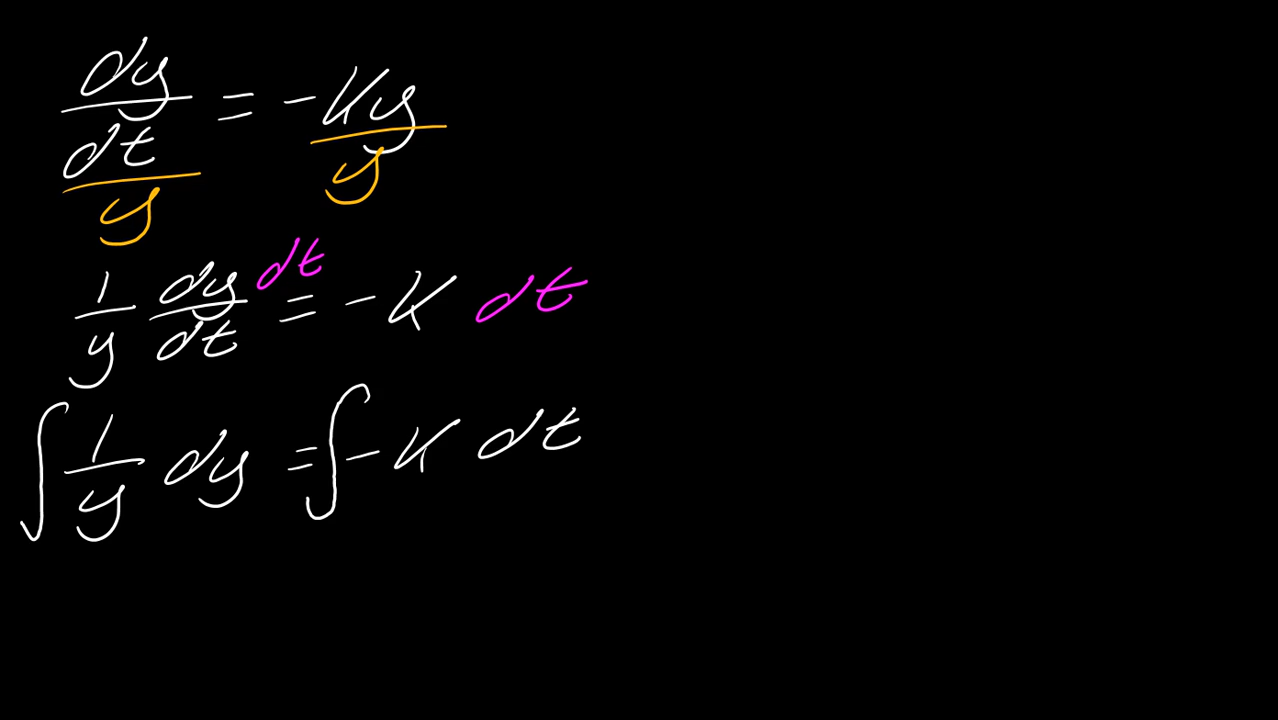 dy/dt / y = -Ky / y
1/y dy/dt dt = -K dt
∫ 1/y dy = ∫ -K dt